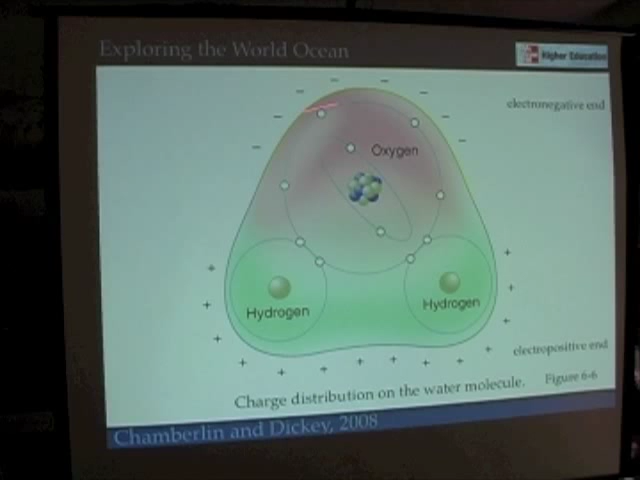 Exploring the World Ocean
Higher Education
electronegative end
Oxygen
Hydrogen
Hydrogen
electropositive end
Charge distribution on the water molecule.
Figure 6-6
Chamberlin and Dickey, 2008